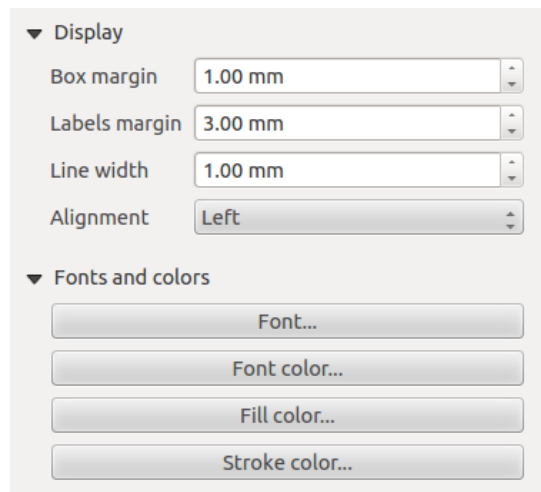 Display
Box margin 1.00 mm
Labels margin 3.00 mm
Line width 1.00 mm
Alignment Left
Fonts and colors
Font...
Font color...
Fill color...
Stroke color...